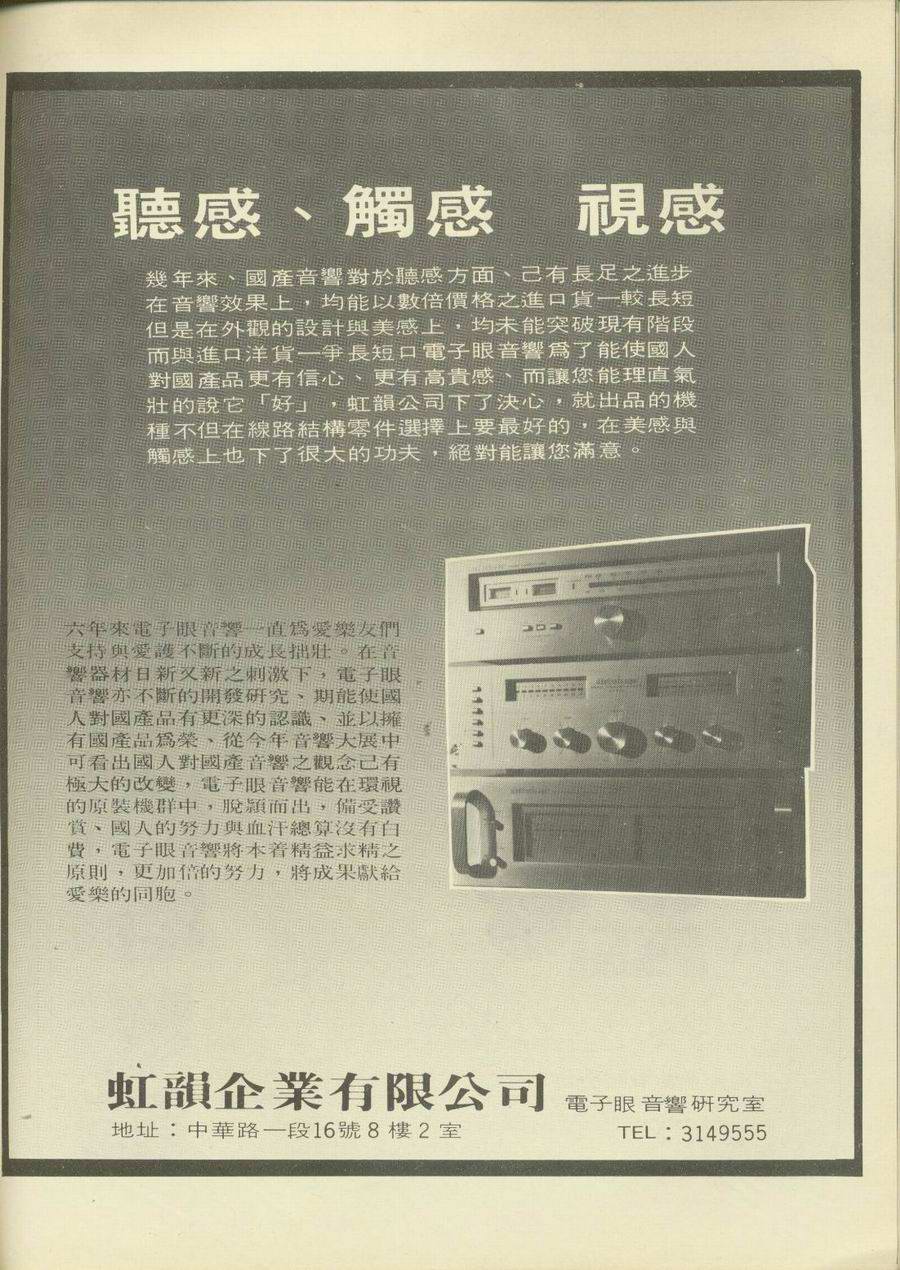 聽感、觸感　視感
幾年來、國產音響對於聽感方面、己有長足之進步
在音響效果上，均能以數倍價格之進口貨一較長短
但是在外觀的設計與美感上，均未能突破現有階段
而與進口洋貨一爭長短口電子眼音響爲了能使國人
對國產品更有信心、更有高貴感、而讓您能理直氣
壯的說它「好」，虹韻公司下了決心，就出品的機
種不但在線路結構零件選擇上要最好的，在美感與
觸感上也下了很大的功夫，絕對能讓您滿意。
六年來電子眼音響一直爲愛樂友們
支持與愛護不斷的成長拙壯。在音
響器材日新又新之刺激下，電子眼
音響亦不斷的開發研究、期能使國
人對國產品有更深的認識、並以擁
有國產品爲榮、從今年音響大展中
可看出國人對國產音響之觀念己有
極大的改變，電子眼音響能在環視
的原裝機群中，脫穎而出，備受讚
賞、國人的努力與血汗總算沒有白
費，電子眼音響將本着精益求精之
原則，更加倍的努力，將成果獻給
愛樂的同胞。
虹韻企業有限公司 電子眼音響研究室
地址：中華路一段16號8樓2室 TEL：3149555